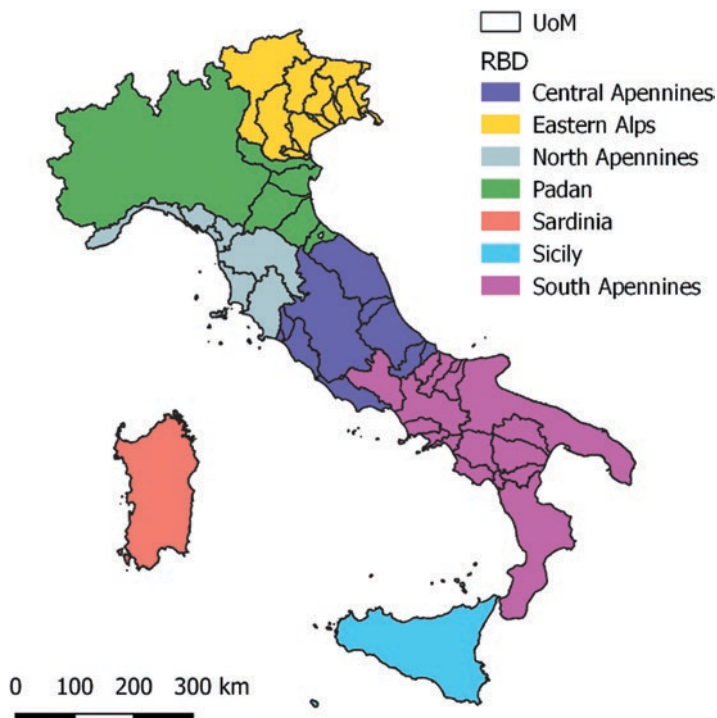 UoM
RBD
Central Apennines
Eastern Alps
North Apennines
Padan
Sardinia
Sicily
South Apennines
0 100 200 300 km